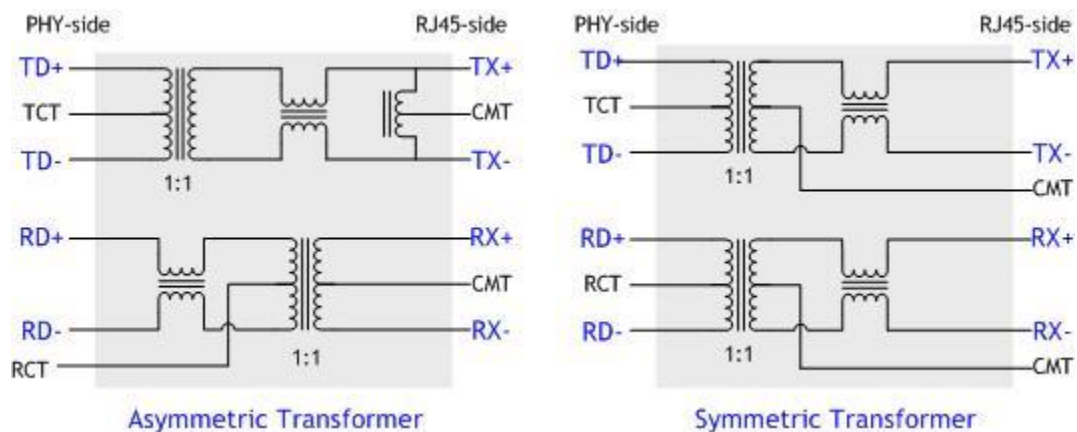 PHY-side RJ45-side PHY-side RJ45-side
TD+ TX+ TD+ TX+
TCT CMT TCT
TD- TX- TD- TX-
1:1 1:1 CMT
RD+ RX+ RD+ RX+
CMT RCT
RD- RX- RD- RX-
RCT 1:1 1:1 CMT
Asymmetric Transformer Symmetric Transformer